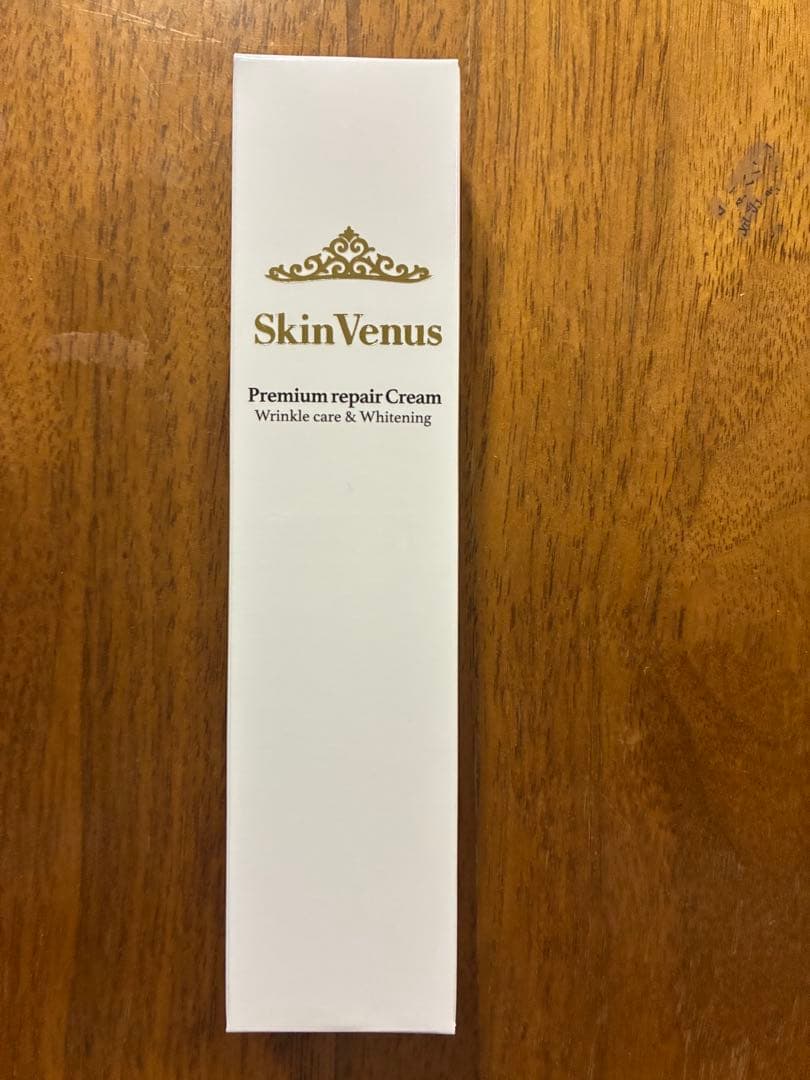 SkinVenus
Premium repair Cream
Wrinkle care & Whitening